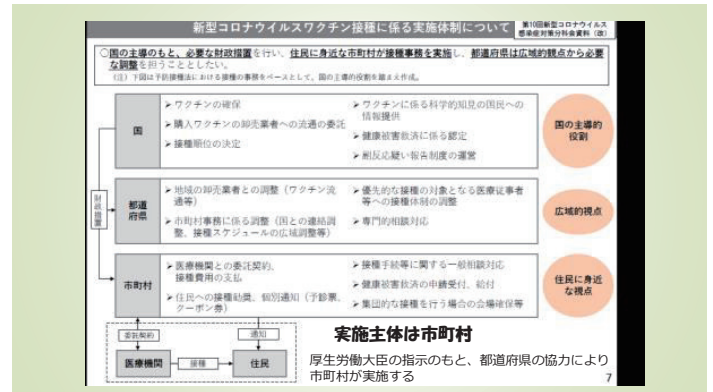 新型コロナウイルスワクチン接種に係る実施体制について
第10回新型コロナウイルス
感染症対策分科会資料（改）
○国の主導のもと、必要な財政措置を行い、住民に身近な市町村が接種事務を実施し、都道府県は広域的観点から必要
な調整を担うこととしたい。
（注）下図は予防接種法における接種の事務をベースとして、国の主導的役割を踏まえ作成。
国
➢ワクチンの確保
➢購入ワクチンの卸売業者への流通の委託
➢接種順位の決定
➢ワクチンに係る科学的知見の国民への
情報提供
➢健康被害救済に係る認定
➢副反応疑い報告制度の運営
国の主導的
役割
財政措置
都道
府県
➢地域の卸売業者との調整（ワクチン流
通等）
➢市町村事務に係る調整（国との連絡調
整、接種スケジュールの広域調整等）
➢優先的な接種の対象となる医療従事者
等への接種体制の調整
➢専門的相談対応
広域的視点
市町村
➢医療機関との委託契約、
接種費用の支払
➢住民への接種勧奨、個別通知（予診票、
クーポン券）
➢接種手続等に関する一般相談対応
➢健康被害救済の申請受付、給付
➢集団的な接種を行う場合の会場確保等
住民に身近
な視点
委託契約
通知
医療機関
接種
住民
実施主体は市町村
厚生労働大臣の指示のもと、都道府県の協力により
市町村が実施する
7